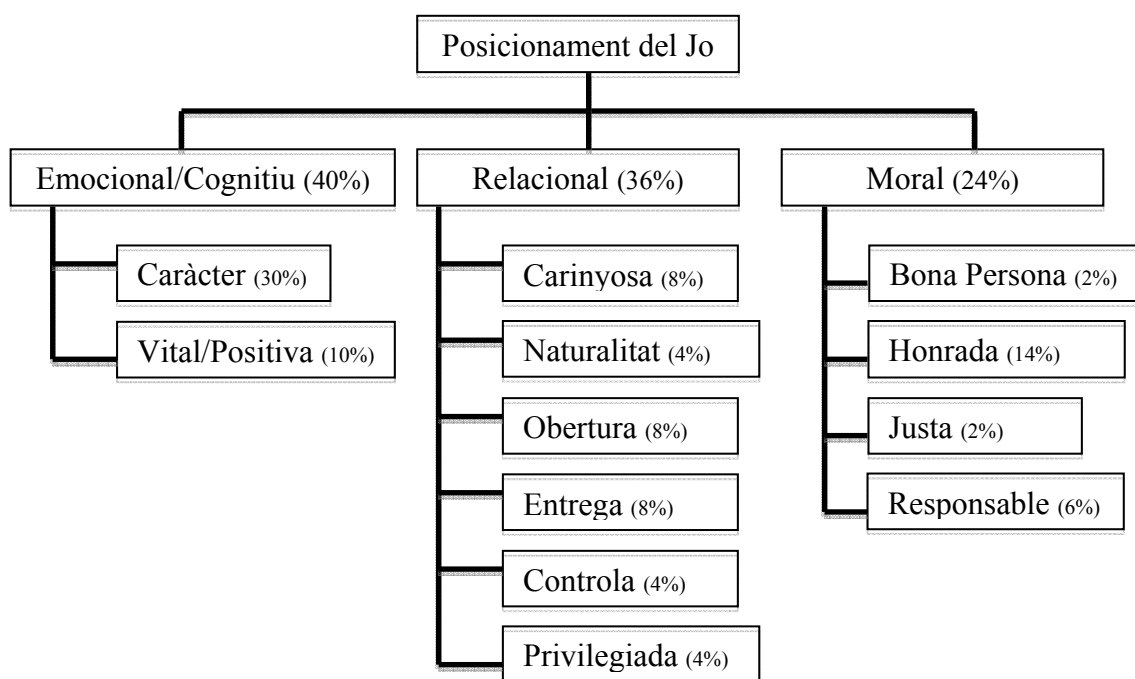 Posicionament del Jo
Emocional/Cognitiu (40%)
Caràcter (30%)
Vital/Positiva (10%)
Relacional (36%)
Carinyosa (8%)
Naturalitat (4%)
Obertura (8%)
Entrega (8%)
Controla (4%)
Privilegiada (4%)
Moral (24%)
Bona Persona (2%)
Honrada (14%)
Justa (2%)
Responsable (6%)